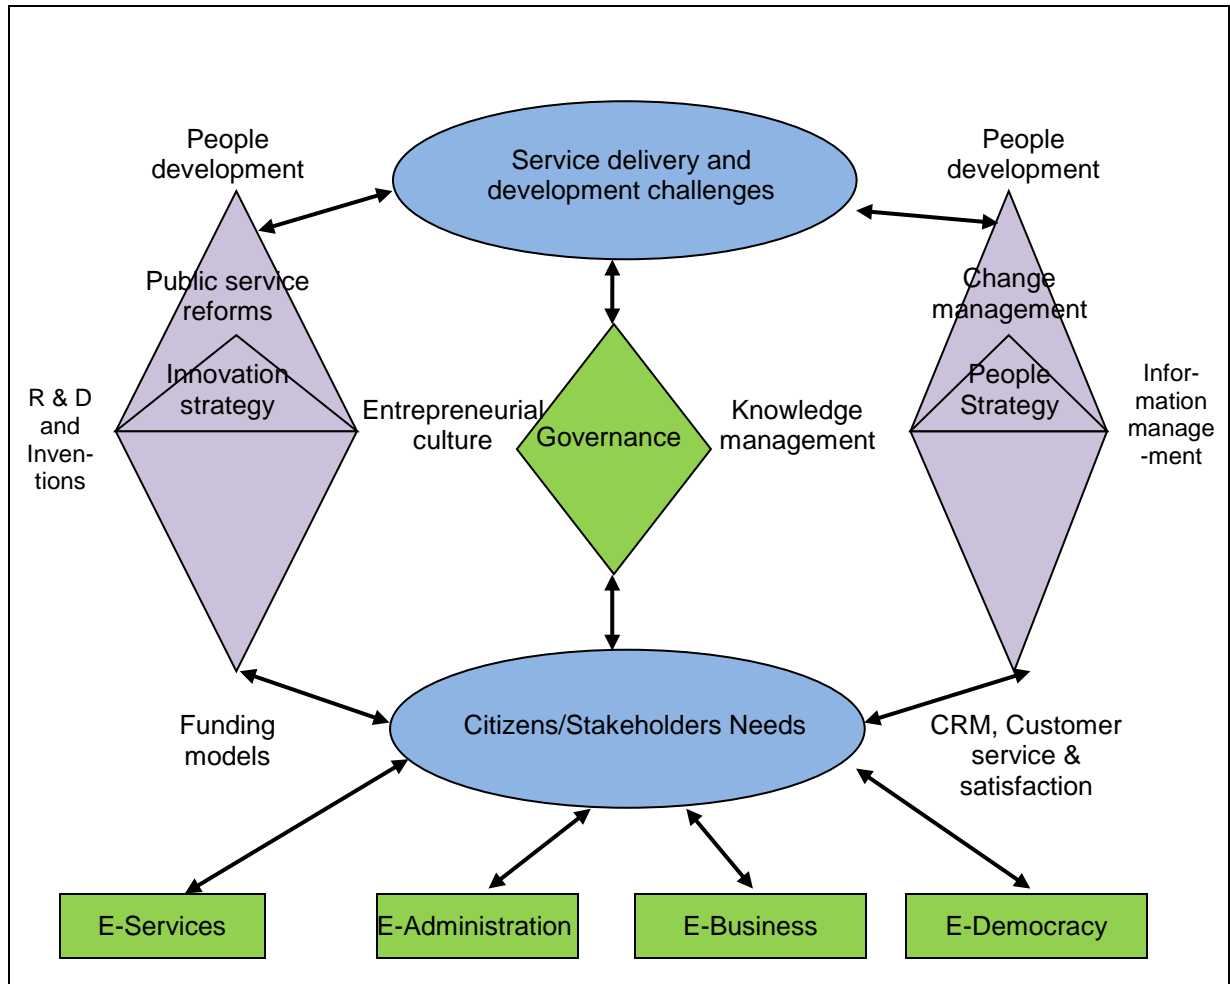 People
development
Service delivery and
development challenges
People
development
Public service
reforms
Change
management
Innovation
strategy
People
Strategy
R & D
and
Inven-
tions
Entrepreneurial
culture
Governance
Knowledge
management
Infor-
mation
manage
-ment
Funding
models
Citizens/Stakeholders Needs
CRM, Customer
service &
satisfaction
E-Services
E-Administration
E-Business
E-Democracy